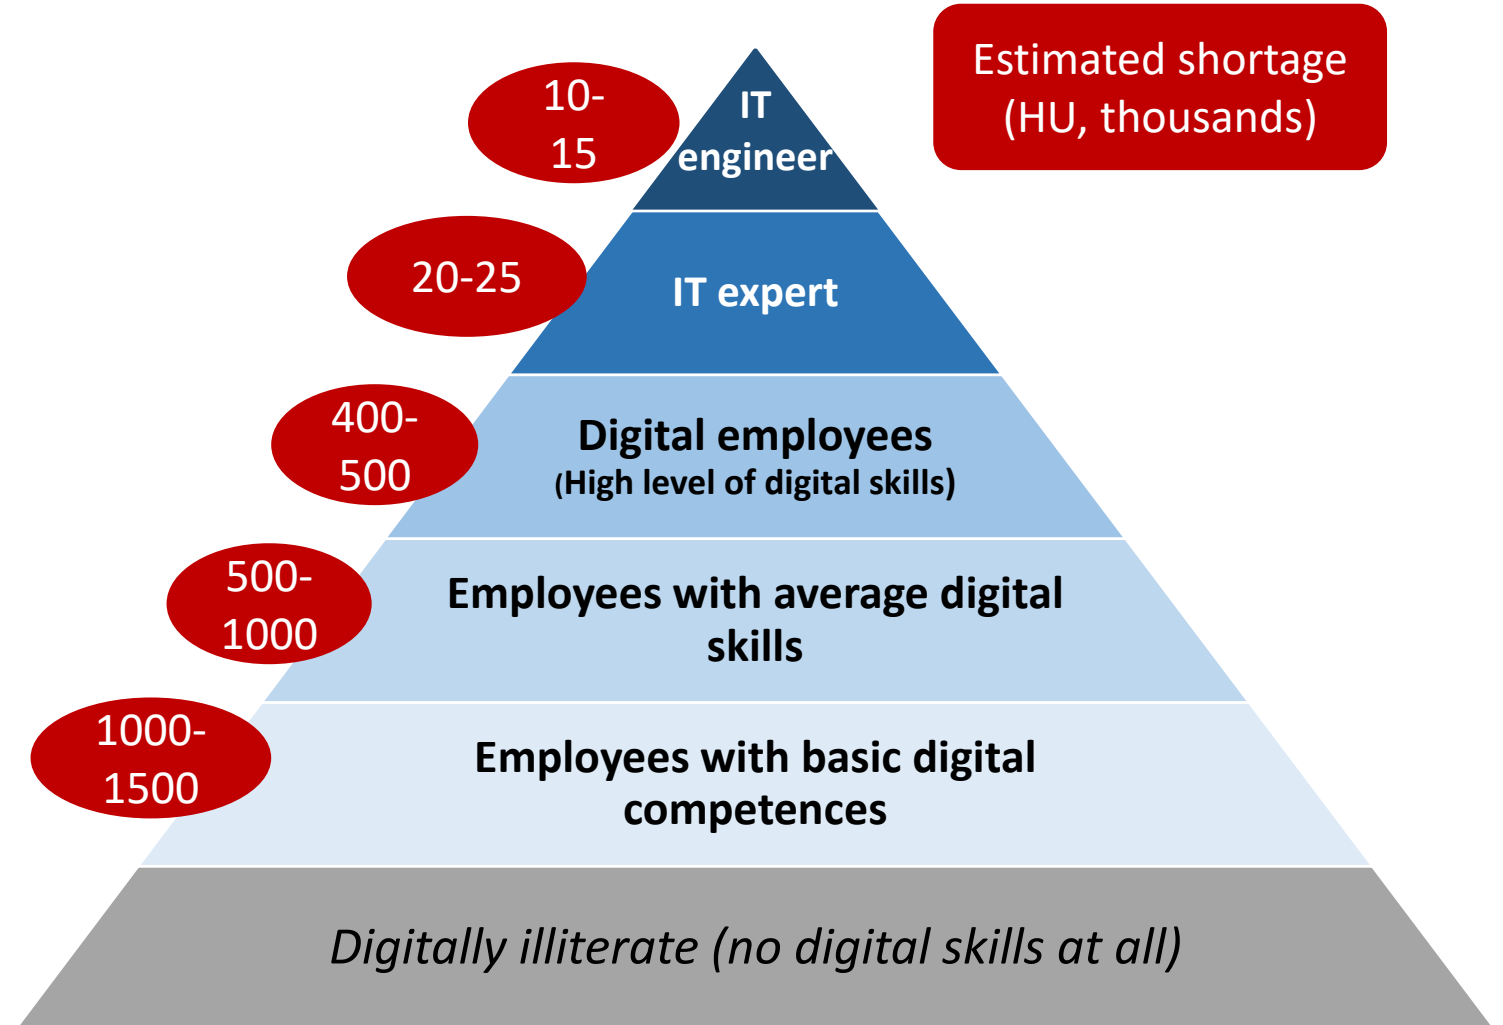 Estimated shortage
(HU, thousands)
10-
15
IT
engineer
20-25
IT expert
400-
500
Digital employees
(High level of digital skills)
500-
1000
Employees with average digital
skills
1000-
1500
Employees with basic digital
competences
Digitally illiterate (no digital skills at all)